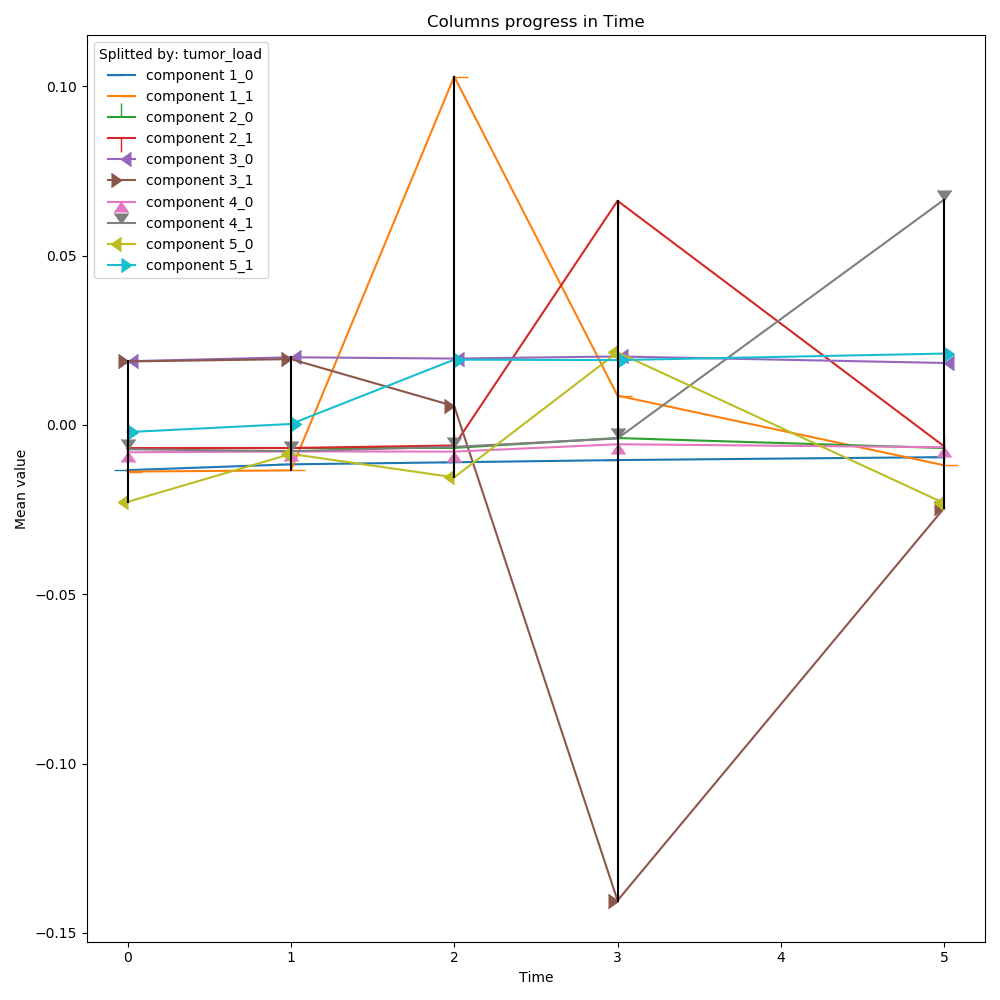 Columns progress in Time
Splitted by: tumor_load
component 1_0
component 1_1
component 2_0
component 2_1
component 3_0
component 3_1
component 4_0
component 4_1
component 5_0
component 5_1
Mean value
0.10
0.05
0.00
−0.05
−0.10
−0.15
0 1 2 3 4 5
Time